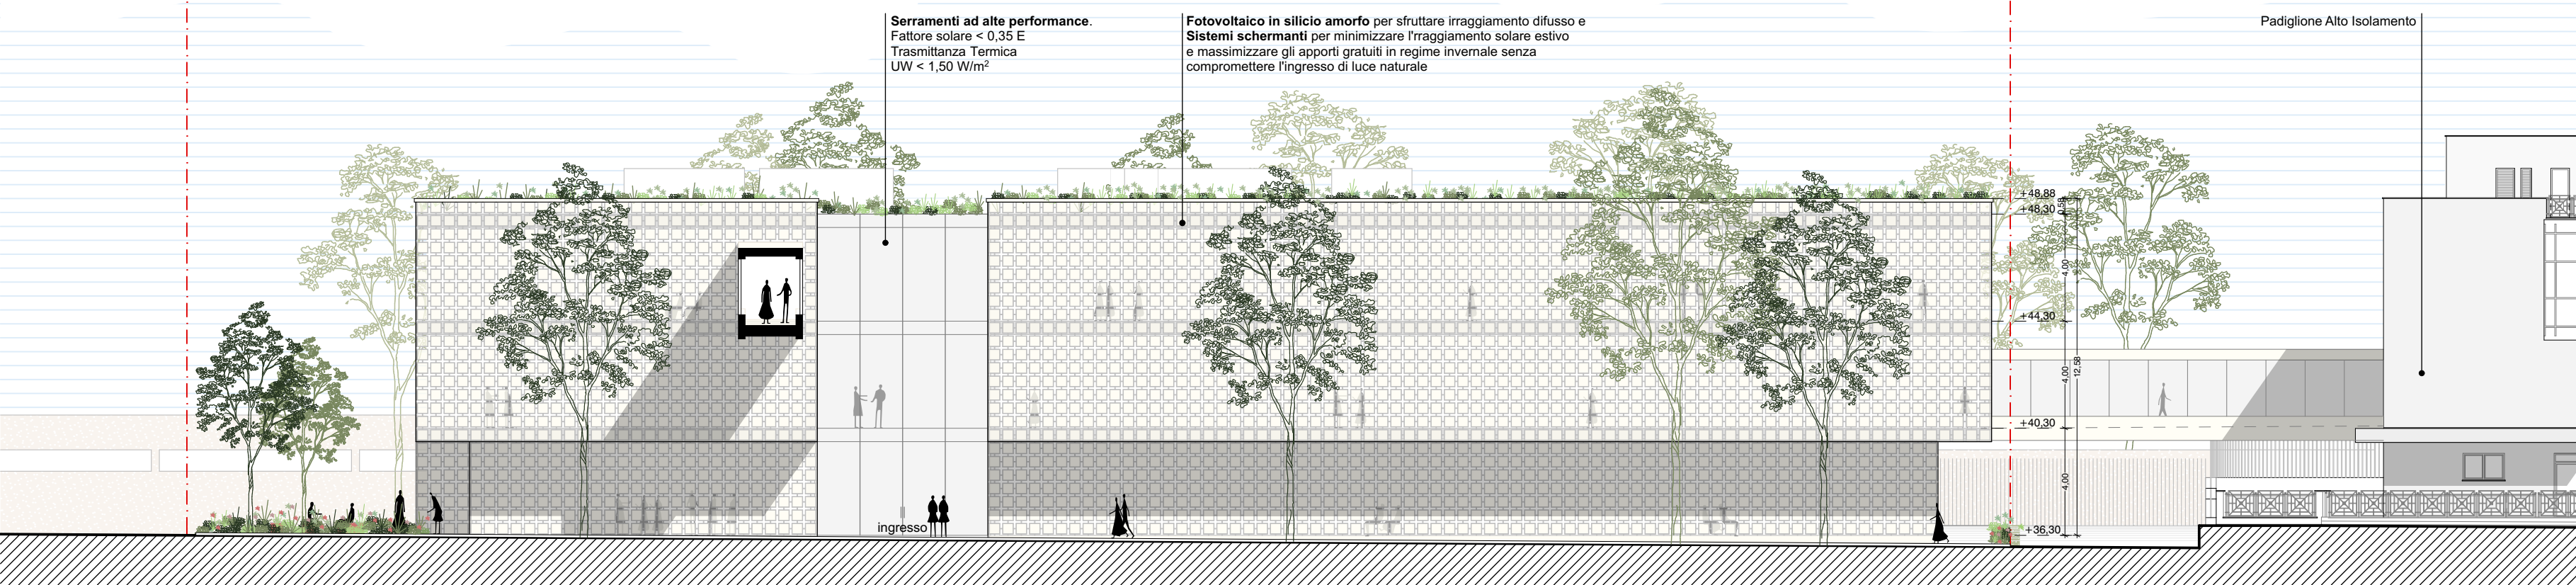 Serramenti ad alte performance.
Fattore solare < 0,35 E
Trasmittanza Termica
UW < 1,50 W/m²
Fotovoltaico in silicio amorfo per sfruttare irraggiamento difuso e
Sistemi schermanti per minimizzare l'rraggiamento solare estivo
e massimizzare gli apporti gratuiti in regime invernale senza
compromettere l'ingresso di luce naturale
Padiglione Alto Isolamento
+48,88
+48,30
0,58
4,00
+44,30
4,00
12,58
+40,30
4,00
+36,30
ingresso